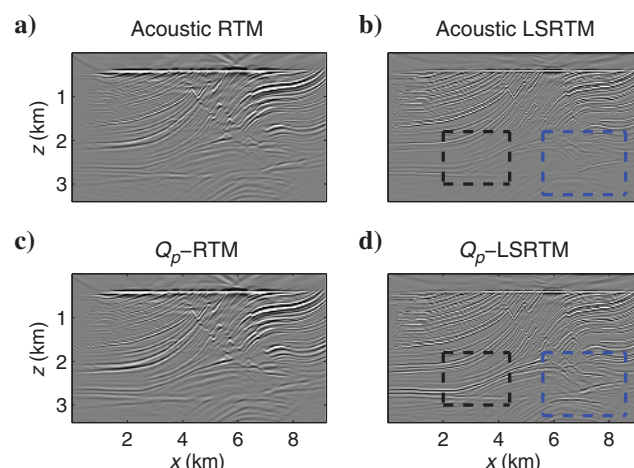 a) Acoustic RTM
b) Acoustic LSRTM
z (km)
1
2
3
c) Qp–RTM
d) Qp–LSRTM
z (km)
1
2
3
2 4 6 8
x (km)
2 4 6 8
x (km)